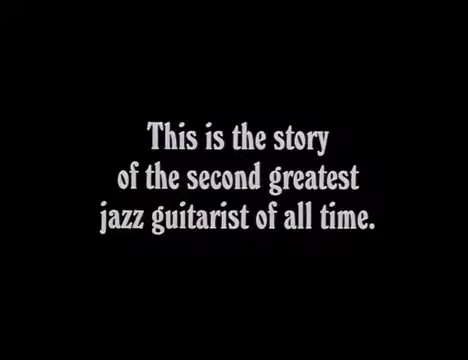 This is the story
of the second greatest
jazz guitarist of all time.